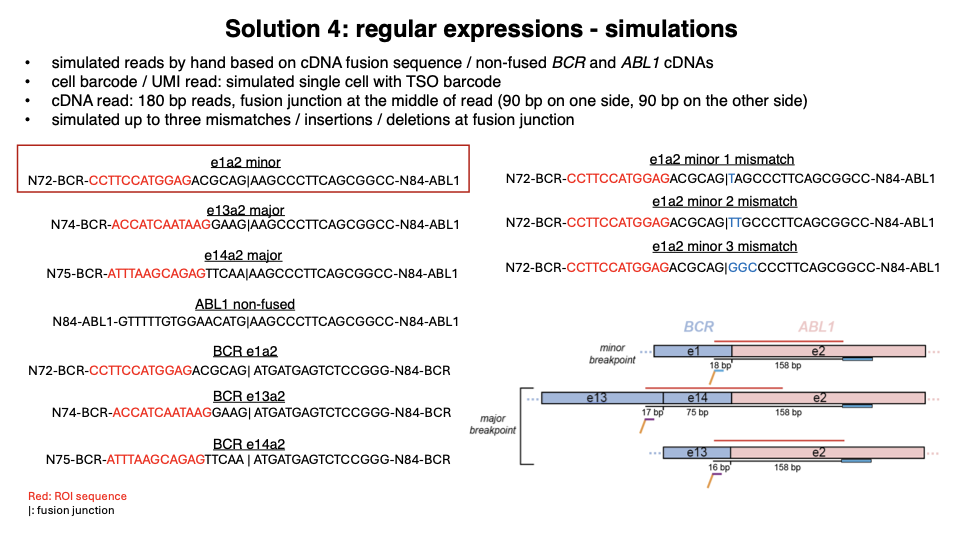 Solution 4: regular expressions - simulations
• simulated reads by hand based on cDNA fusion sequence / non-fused BCR and ABL1 cDNAs
• cell barcode / UMI read: simulated single cell with TSO barcode
• cDNA read: 180 bp reads, fusion junction at the middle of read (90 bp on one side, 90 bp on the other side)
• simulated up to three mismatches / insertions / deletions at fusion junction
e1a2 minor
N72-BCR-CCTTCCATGGAGACGCAG|AAGCCCTTCAGCGGCC-N84-ABL1
e13a2 major
N74-BCR-ACCATCAATAAGGAAG|AAGCCCTTCAGCGGCC-N84-ABL1
e14a2 major
N75-BCR-ATTTAAGCAGAGTTCAA|AAGCCCTTCAGCGGCC-N84-ABL1
ABL1 non-fused
N84-ABL1-GTTTTTGTGGAACATG|AAGCCCTTCAGCGGCC-N84-ABL1
BCR e1a2
N72-BCR-CCTTCCATGGAGACGCAG| ATGATGAGTCTCCGGG-N84-BCR
BCR e13a2
N74-BCR-ACCATCAATAAGGAAG| ATGATGAGTCTCCGGG-N84-BCR
BCR e14a2
N75-BCR-ATTTAAGCAGAGTTCAA | ATGATGAGTCTCCGGG-N84-BCR
Red: ROI sequence
|: fusion junction
e1a2 minor 1 mismatch
N72-BCR-CCTTCCATGGAGACGCAG|TAGCCCTTCAGCGGCC-N84-ABL1
e1a2 minor 2 mismatch
N72-BCR-CCTTCCATGGAGACGCAG|TTGCCCTTCAGCGGCC-N84-ABL1
e1a2 minor 3 mismatch
N72-BCR-CCTTCCATGGAGACGCAG|GGCCCCTTCAGCGGCC-N84-ABL1
BCR ABL1
minor
breakpoint
e1 e2
18 bp 158 bp
major
breakpoint
e13 e14 e2
17 bp 75 bp 158 bp
e13 e2
16 bp 158 bp